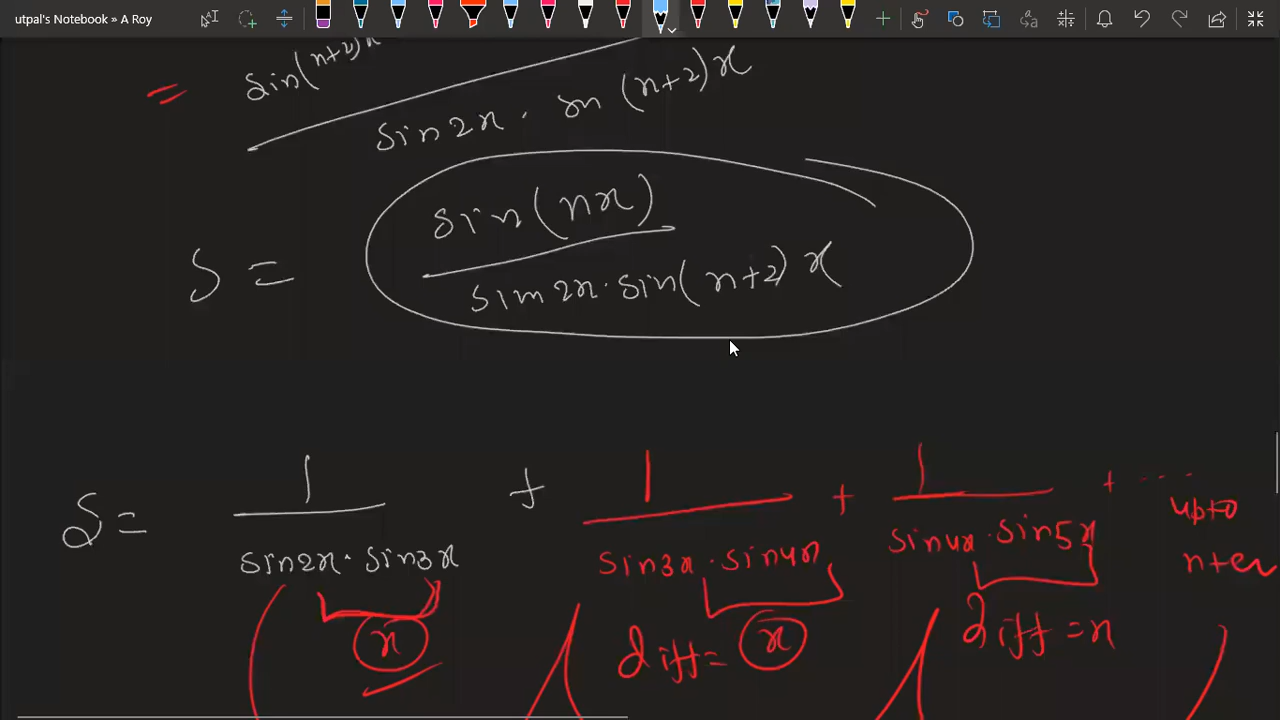 utpal's Notebook » A Roy
= sin(n+2)x
sin2x · sin (n+2)x
S = sin(nx)
sin2x · sin(n+2)x
S = 1 + 1 + 1 + ....
sin2x · sin3x sin3x · sin4x sin4x · sin5x upto
n ter
x diff = x diff = x